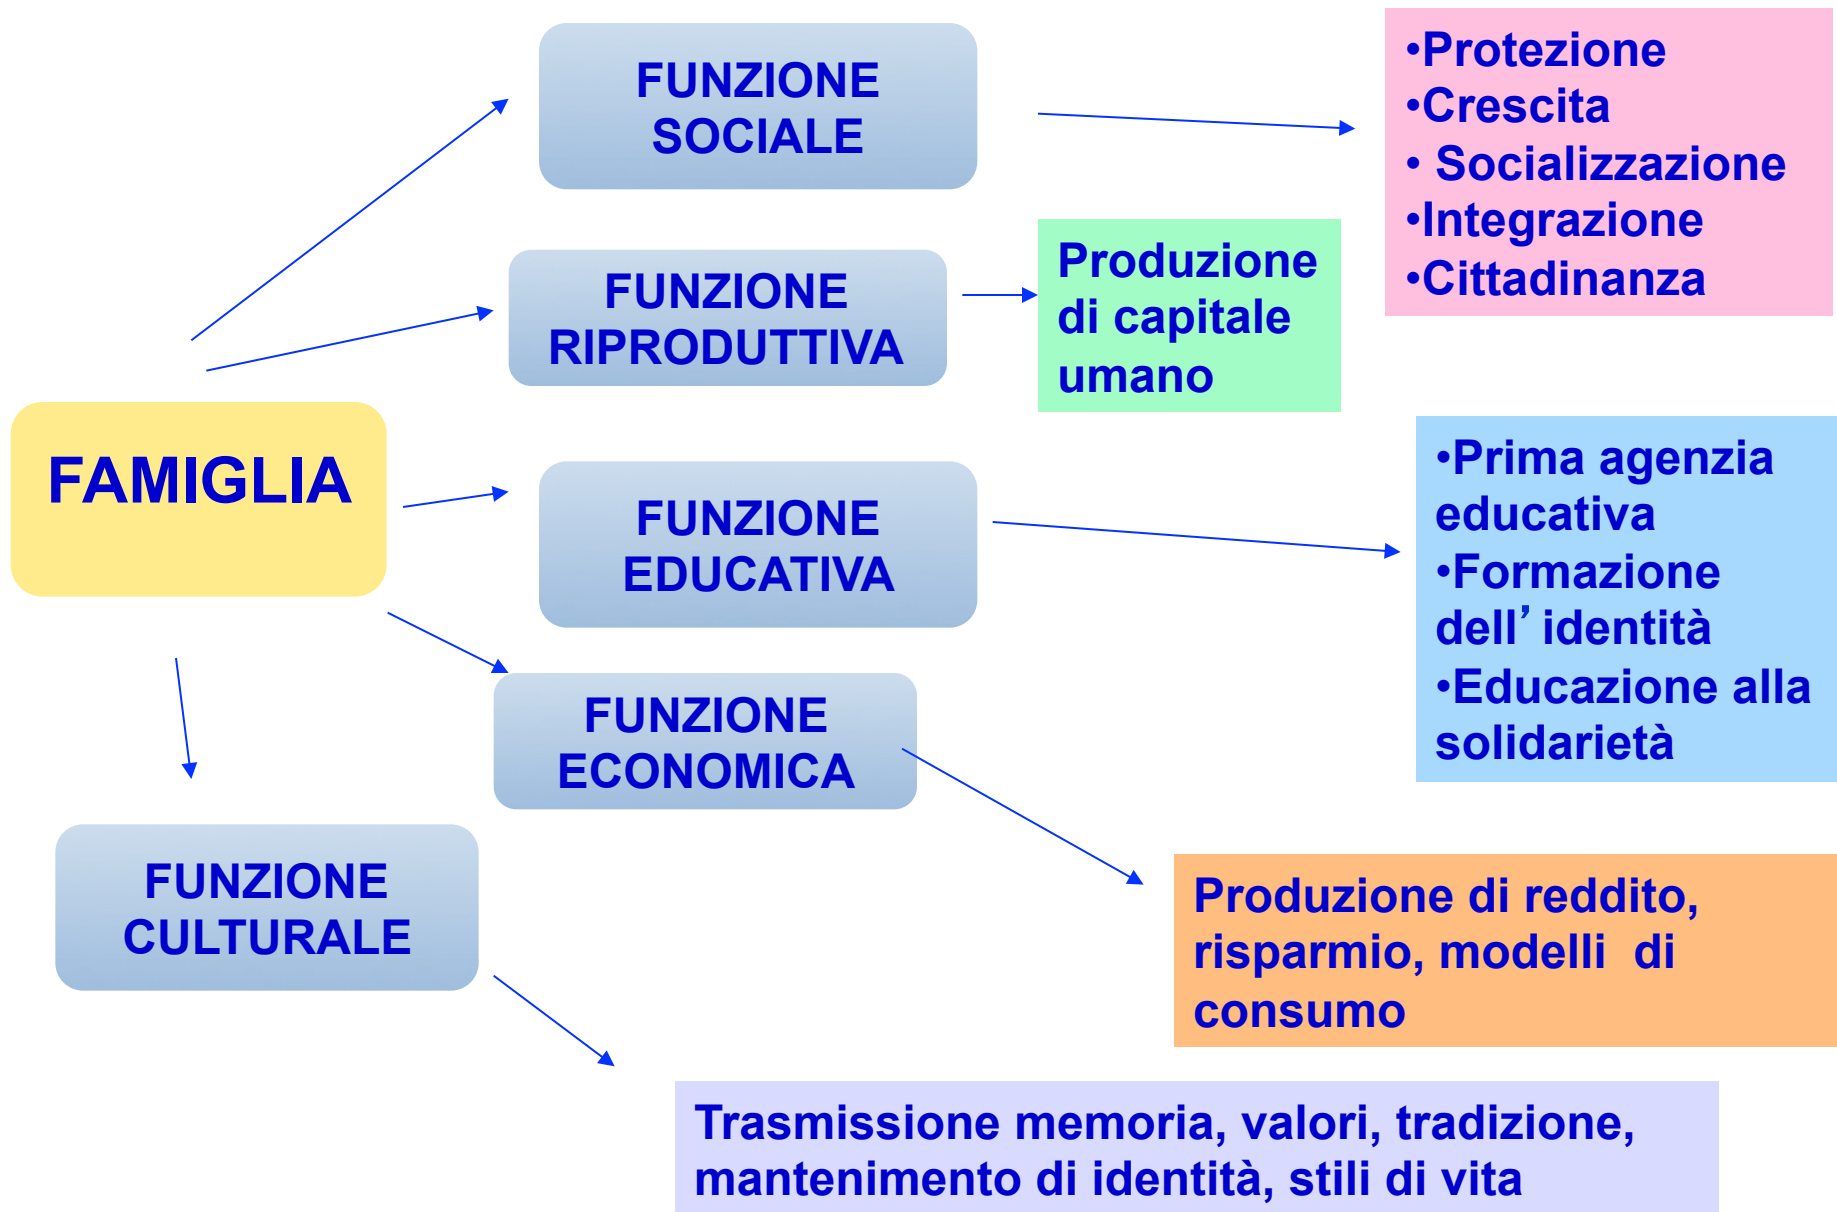 FUNZIONE
SOCIALE
•Protezione
•Crescita
• Socializzazione
•Integrazione
•Cittadinanza
FUNZIONE
RIPRODUTTIVA
Produzione
di capitale
umano
FAMIGLIA
FUNZIONE
EDUCATIVA
•Prima agenzia
educativa
•Formazione
dell’ identità
•Educazione alla
solidarietà
FUNZIONE
ECONOMICA
Produzione di reddito,
risparmio, modelli  di
consumo
FUNZIONE
CULTURALE
Trasmissione memoria, valori, tradizione,
mantenimento di identità, stili di vita